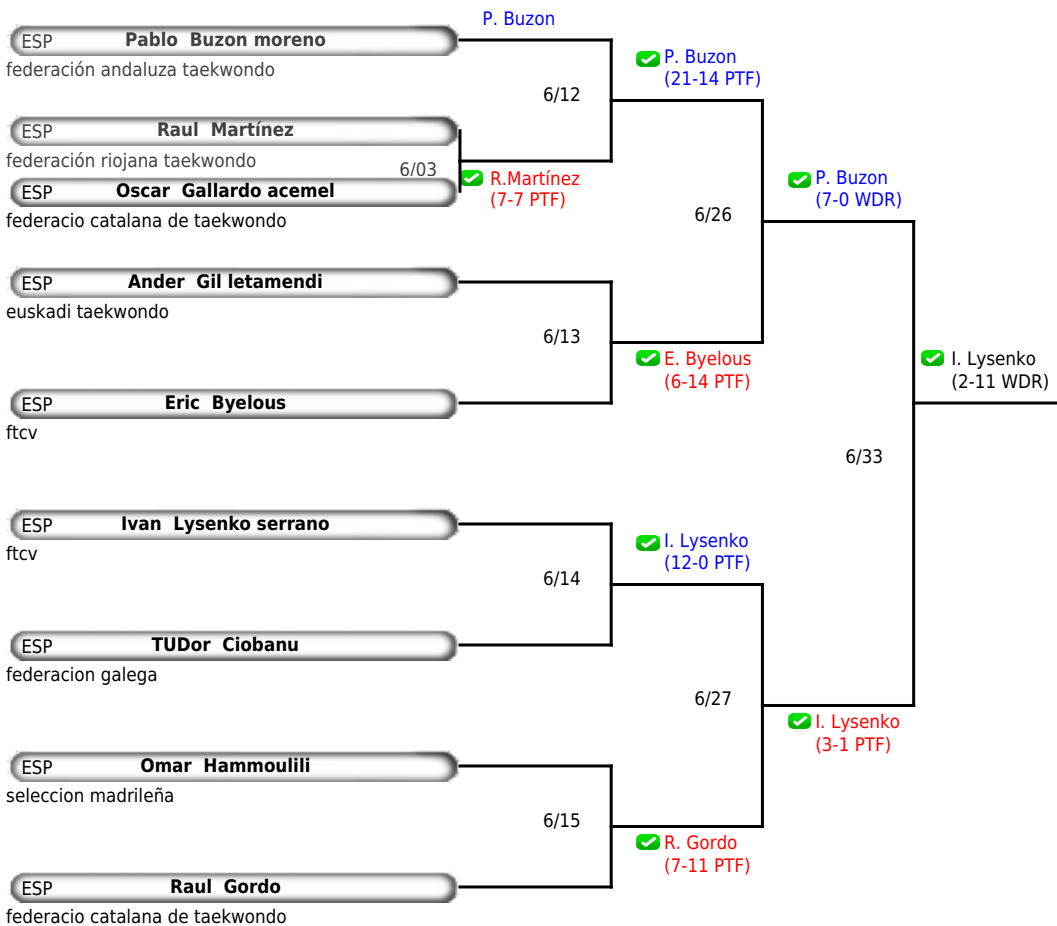 P. Buzon
ESP Pablo Buzon moreno
federación andaluza taekwondo
P. Buzon
(21-14 PTF)
6/12
ESP Raul Martínez
federación riojana taekwondo
6/03
R.Martínez
(7-7 PTF)
ESP Oscar Gallardo acemel
federacio catalana de taekwondo
P. Buzon
(7-0 WDR)
6/26
ESP Ander Gil letamendi
euskadi taekwondo
6/13
E. Byelous
(6-14 PTF)
I. Lysenko
(2-11 WDR)
ESP Eric Byelous
ftcv
6/33
ESP Ivan Lysenko serrano
ftcv
I. Lysenko
(12-0 PTF)
6/14
ESP TUDor Ciobanu
federacion galega
6/27
I. Lysenko
(3-1 PTF)
ESP Omar Hammoulili
seleccion madrileña
6/15
R. Gordo
(7-11 PTF)
ESP Raul Gordo
federacio catalana de taekwondo